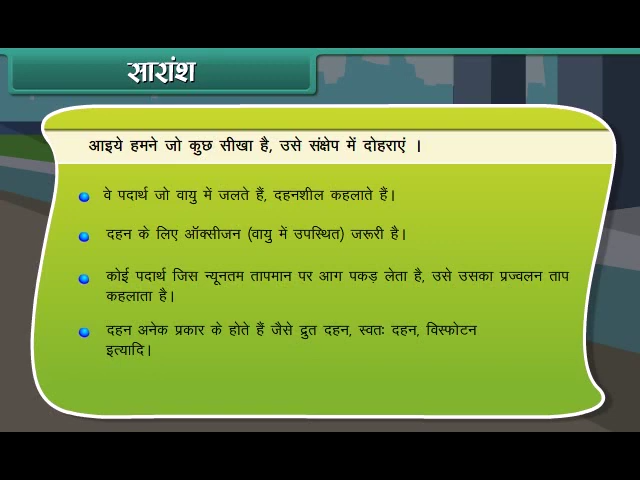 सारांश
आइये हमने जो कुछ सीखा है, उसे संक्षेप में दोहराएं ।
वे पदार्थ जो वायु में जलते हैं, दहनशील कहलाते हैं।
दहन के लिए ऑक्सीजन (वायु में उपस्थित) जरूरी है।
कोई पदार्थ जिस न्यूनतम तापमान पर आग पकड़ लेता है, उसे उसका प्रज्वलन ताप
कहलाता है।
दहन अनेक प्रकार के होते हैं जैसे द्रुत दहन, स्वतः दहन, विस्फोटन
इत्यादि।